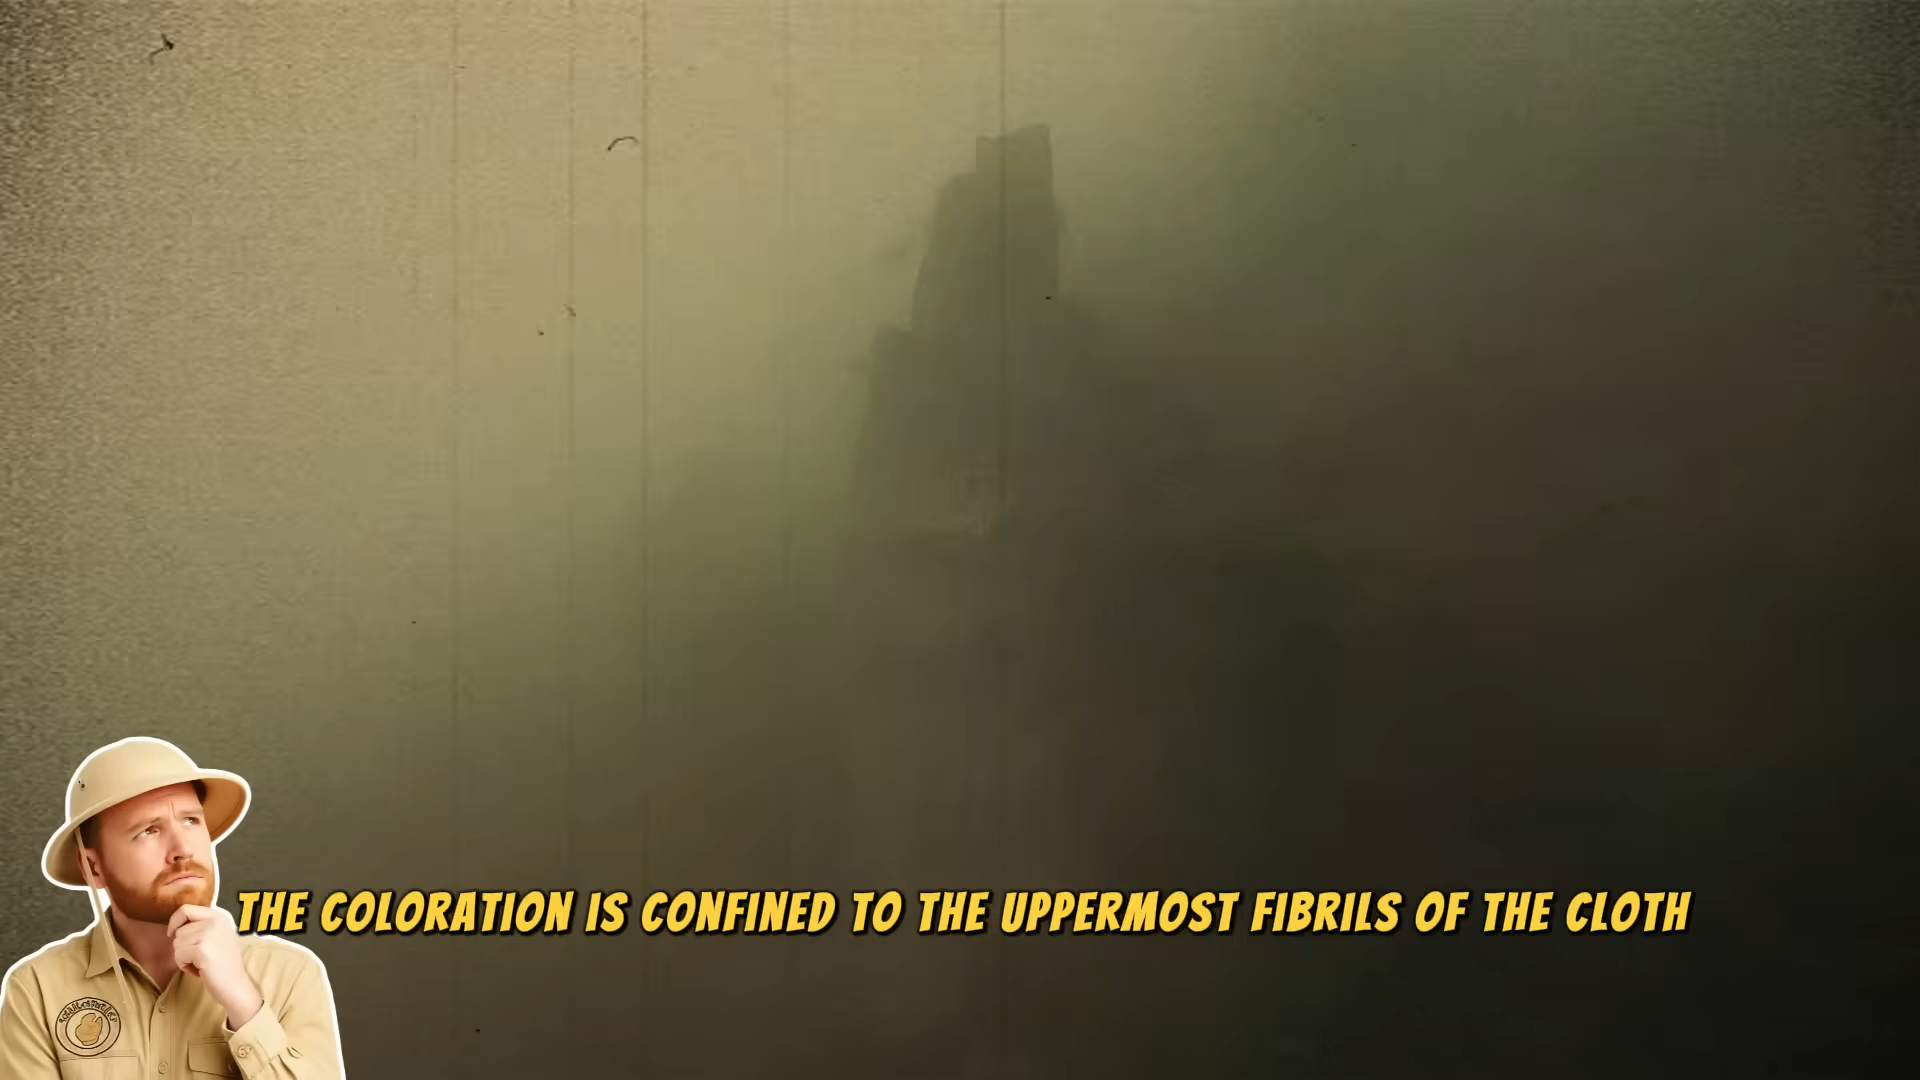 THE COLORATION IS CONFINED TO THE UPPERMOST FIBRILS OF THE CLOTH